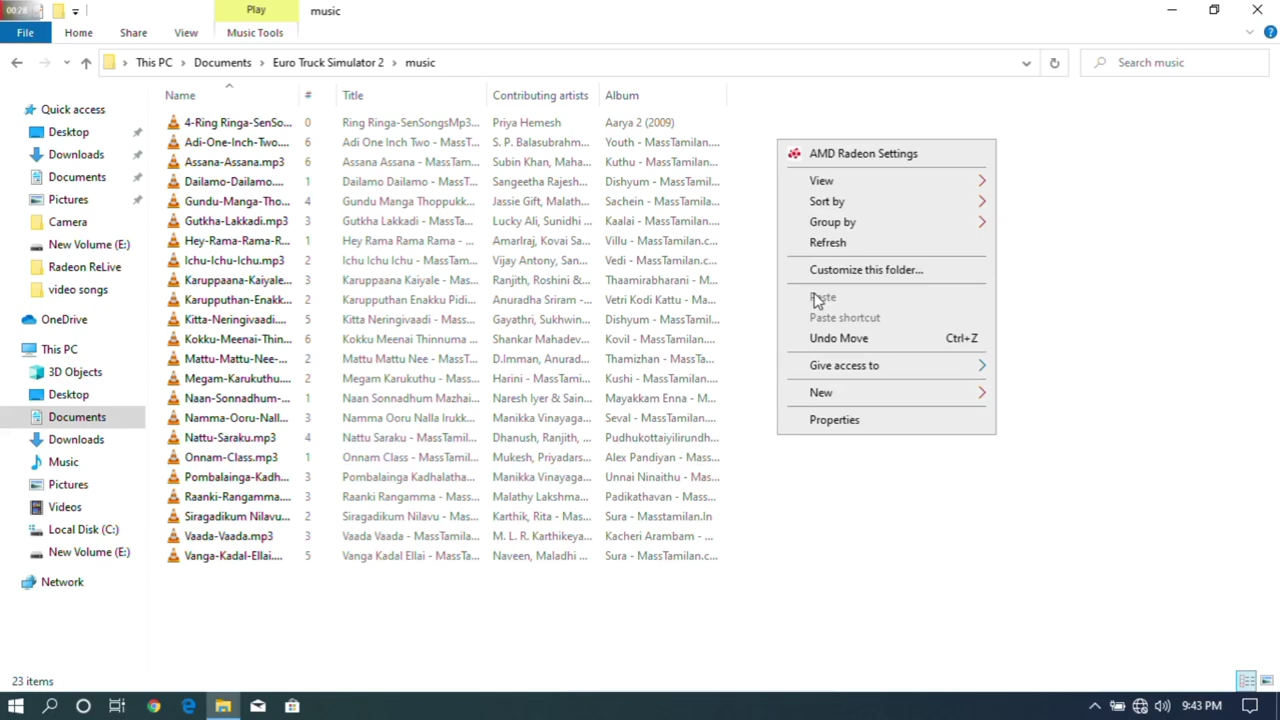 00:28
Play
music
File
Home
Share
View
Music Tools
This PC
Documents
Euro Truck Simulator 2
music
Search music
Name
#
Title
Contributing artists
Album
Quick access
Desktop
Downloads
Documents
Pictures
Camera
New Volume (E:)
Radeon ReLive
video songs
OneDrive
This PC
3D Objects
Desktop
Documents
Downloads
Music
Pictures
Videos
Local Disk (C:)
New Volume (E:)
Network
4-Ring Ringa-SenSo... 0 Ring Ringa-SenSongsMp3... Priya Hemesh Aarya 2 (2009)
Adi-One-Inch-Two.... 6 Adi One Inch Two - MassT... S. P. Balasubrahm... Youth - MassTamilan.c...
Assana-Assana.mp3 6 Assana Assana - MassTam... Subin Khan, Maha... Kuthu - MassTamilan.c...
Dailamo-Dailamo.... 1 Dailamo Dailamo - MassT... Sangeetha Rajesh... Dishyum - MassTamilan...
Gundu-Manga-Tho... 4 Gundu Manga Thoppukk... Jassie Gift, Malath... Sachein - MassTamilan...
Gutkha-Lakkadi.mp3 3 Gutkha Lakkadi - MassTa... Lucky Ali, Sunidhi ... Kaalai - MassTamilan.c...
Hey-Rama-Rama-R... 1 Hey Rama Rama Rama - ... Amarlraj, Kovai Sa... Villu - MassTamilan.c...
Ichu-Ichu-Ichu.mp3 1 Ichu Ichu Ichu - MassTam... Vijay Antony, San... Vedi - MassTamilan.c...
Karuppaana-Kaiyale... 3 Karuppaana Kaiyale - Mass... Ranjith, Roshini &... Thaamirabharani - M...
Karupputhan-Enakk... 2 Karupputhan Enakku Pidi... Anuradha Sriram - ... Vetri Kodi Kattu - Ma...
Kitta-Neringivaadi.... 5 Kitta Neringivaadi - Mass... Gayathri, Sukhwin... Dishyum - MassTamil...
Kokku-Meenai-Thin... 6 Kokku Meenai Thinnuma ... Shankar Mahadev... Kovil - MassTamilan.c...
Mattu-Mattu-Nee-... 2 Mattu Mattu Nee - MassT... D.Imman, Anurad... Thamizhan - MassTa...
Megam-Karukuthu.... 2 Megam Karukuthu - MassT... Harini - MassTami... Kushi - MassTamilan.c...
Naan-Sonnadhum-... 1 Naan Sonnadhum Mazhai... Naresh Iyer & Sain... Mayakkam Enna - M...
Namma-Ooru-Nall... 3 Namma Ooru Nalla Irukk... Manikka Vinayaga... Seval - MassTamilan.c...
Nattu-Saraku.mp3 4 Nattu Saraku - MassTamil... Dhanush, Ranjith, ... Pudhukottaiyilirundh...
Onnam-Class.mp3 1 Onnam Class - MassTamil... Mukesh, Priyadars... Alex Pandiyan - Mass...
Pombalainga-Kadh... 3 Pombalainga Kadhalatha... Manikka Vinayaga... Unnai Ninaithu - Mass...
Raanki-Rangamma.... 3 Raanki Rangamma - Mass... Malathy Lakshma... Padikathavan - Mass...
Siragadikum Nilavu... 2 Siragadikum Nilavu - Mas... Karthik, Rita - Mas... Sura - Masstamilan.In
Vaada-Vaada.mp3 3 Vaada Vaada - MassTamila... M. L. R. Karthikeya... Kacheri Arambam - ...
Vanga-Kadal-Ellai.... 5 Vanga Kadal Ellai - MassTa... Naveen, Maladhi ... Sura - MassTamilan.c...
AMD Radeon Settings
View
Sort by
Group by
Refresh
Customize this folder...
Paste
Paste shortcut
Undo Move Ctrl+Z
Give access to
New
Properties
23 items
9:43 PM